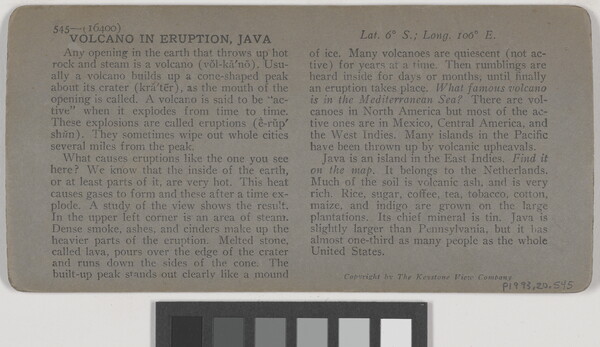 545—(16400)
VOLCANO IN ERUPTION, JAVA
Any opening in the earth that throws up hot
rock and steam is a volcano (vŏl-kā′nō). Usu-
ally a volcano builds up a cone-shaped peak
about its crater (krā′tĕr), as the mouth of the
opening is called. A volcano is said to be “ac-
tive” when it explodes from time to time.
These explosions are called eruptions (ê-rŭp′
shŭn). They sometimes wipe out whole cities
several miles from the peak.
What causes eruptions like the one you see
here? We know that the inside of the earth,
or at least parts of it, are very hot. This heat
causes gases to form and these after a time ex-
plode. A study of the view shows the result.
In the upper left corner is an area of steam.
Dense smoke, ashes, and cinders make up the
heavier parts of the eruption. Melted stone,
called lava, pours over the edge of the crater
and runs down the sides of the cone. The
built-up peak stands out clearly like a mound
Lat. 6° S.; Long. 106° E.
of ice. Many volcanoes are quiescent (not ac-
tive) for years at a time. Then rumblings are
heard inside for days or months, until finally
an eruption takes place. What famous volcano
is in the Mediterranean Sea? There are vol-
canoes in North America but most of the ac-
tive ones are in Mexico, Central America, and
the West Indies. Many islands in the Pacific
have been thrown up by volcanic upheavals.
Java is an island in the East Indies. Find it
on the map. It belongs to the Netherlands.
Much of the soil is volcanic ash, and is very
rich. Rice, sugar, coffee, tea, tobacco, cotton,
maize, and indigo are grown on the large
plantations. Its chief mineral is tin. Java is
slightly larger than Pennsylvania, but it has
almost one-third as many people as the whole
United States.
Copyright by The Keystone View Company
P1995.20.545